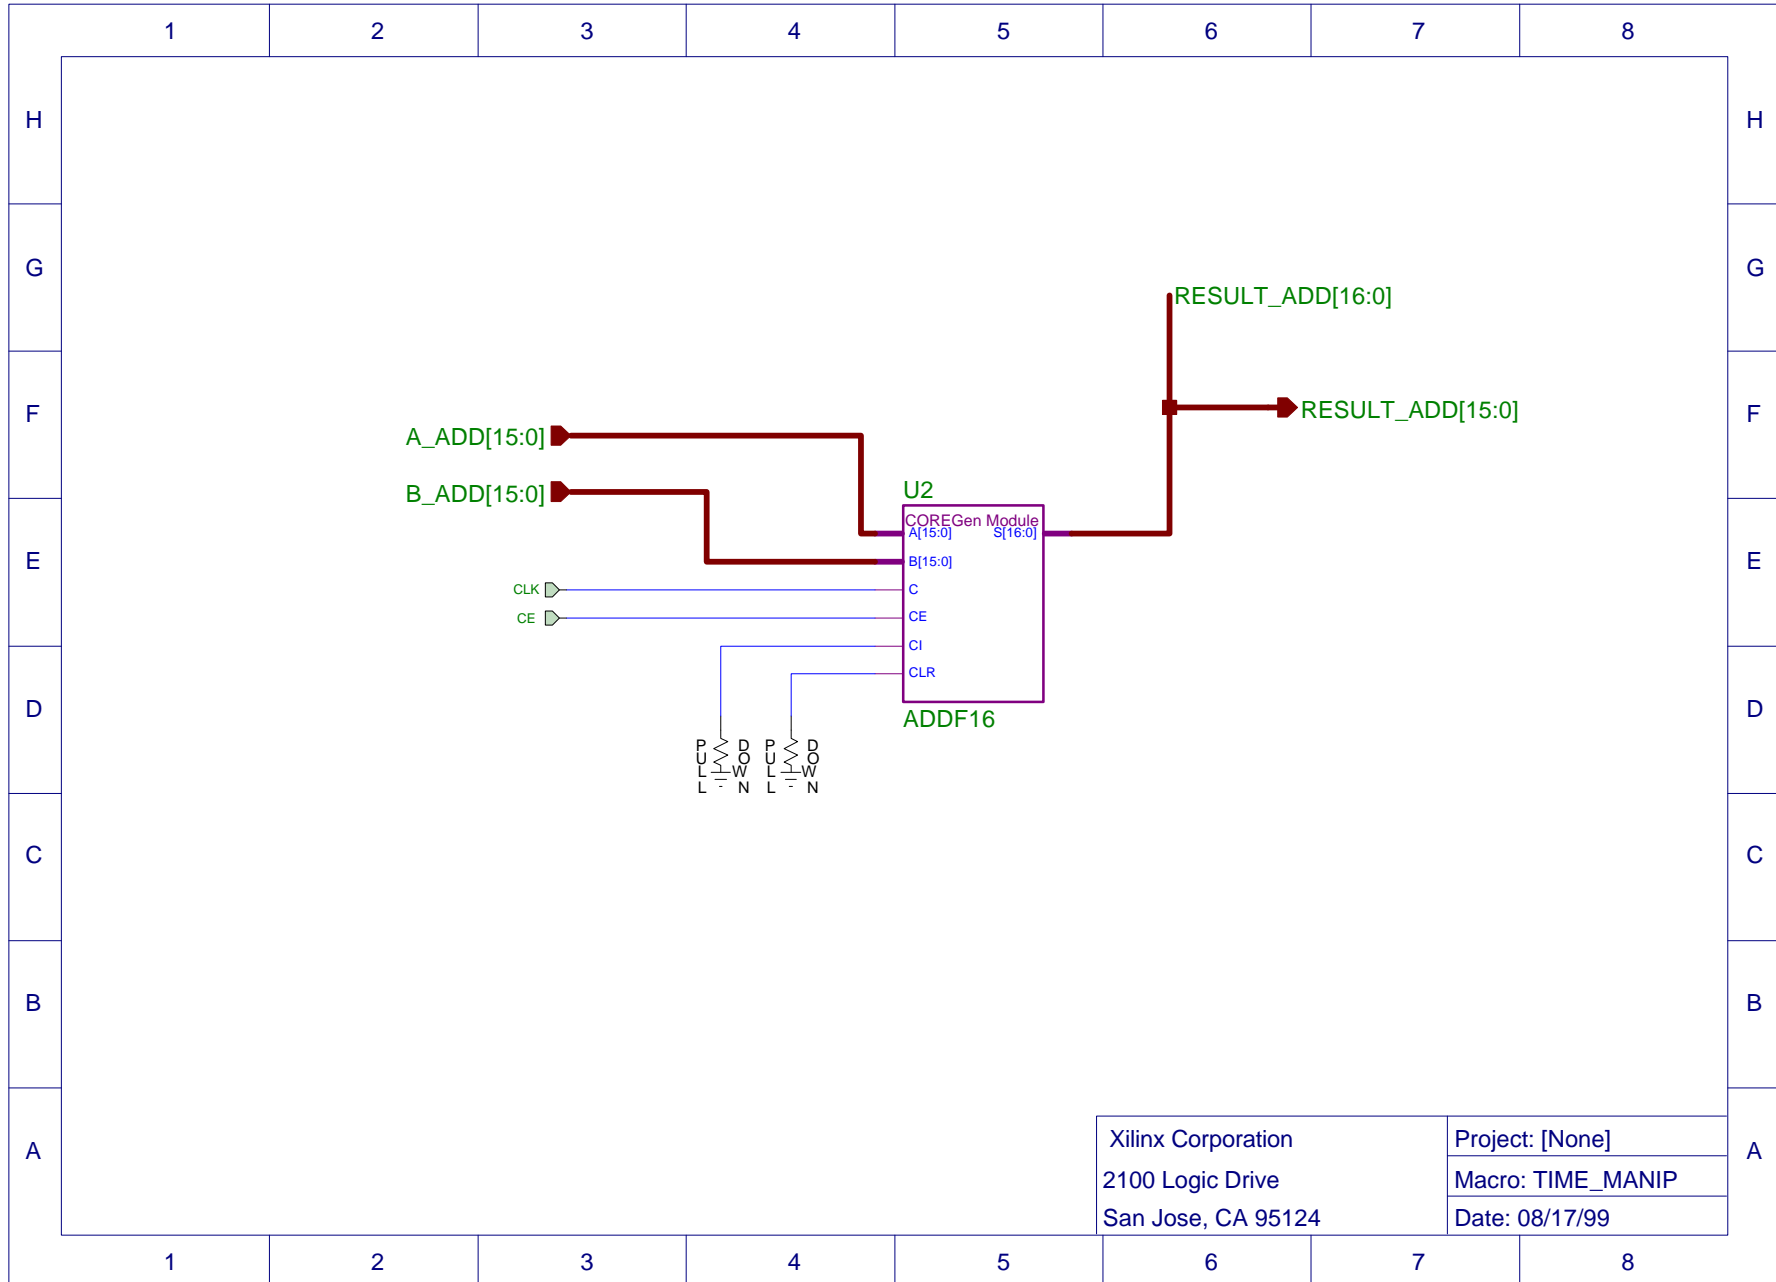 1 2 3 4 5 6 7 8
H H
G G
RESULT_ADD[16:0]
F F
RESULT_ADD[15:0]
A_ADD[15:0]
B_ADD[15:0]
U2
COREGen Module
A[15:0] S[16:0]
E E
B[15:0]
CLK C
CE CE
CI
CLR
D D
ADDF16
PULL DOWN PULL DOWN
C C
B B
A A
Xilinx Corporation Project: [None]
2100 Logic Drive Macro: TIME_MANIP
San Jose, CA 95124 Date: 08/17/99
1 2 3 4 5 6 7 8